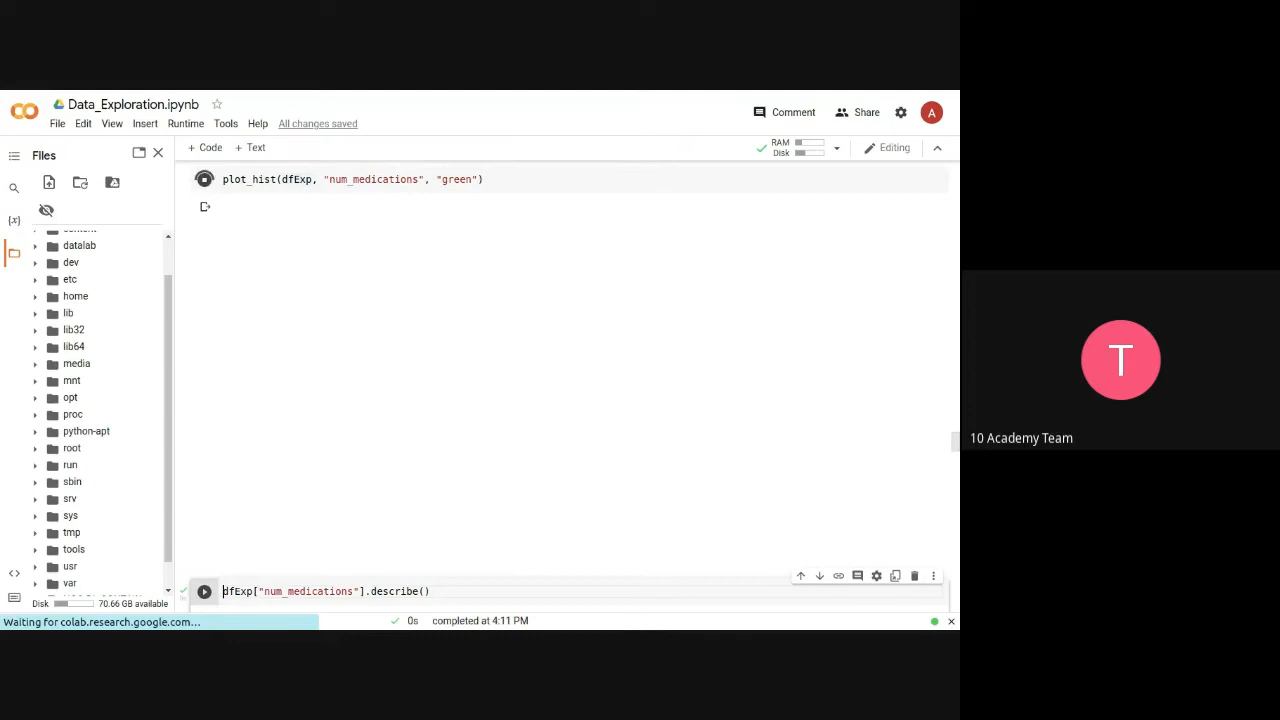 Data_Exploration.ipynb
File Edit View Insert Runtime Tools Help All changes saved
Comment Share A
Files
+ Code + Text
RAM
Disk
Editing
plot_hist(dfExp, "num_medications", "green")
{x}
datalab
dev
etc
home
lib
lib32
lib64
media
mnt
opt
proc
python-apt
root
run
sbin
srv
sys
tmp
tools
usr
var
Disk 70.66 GB available
dfExp["num_medications"].describe()
Waiting for colab.research.google.com...
0s completed at 4:11 PM
T
10 Academy Team